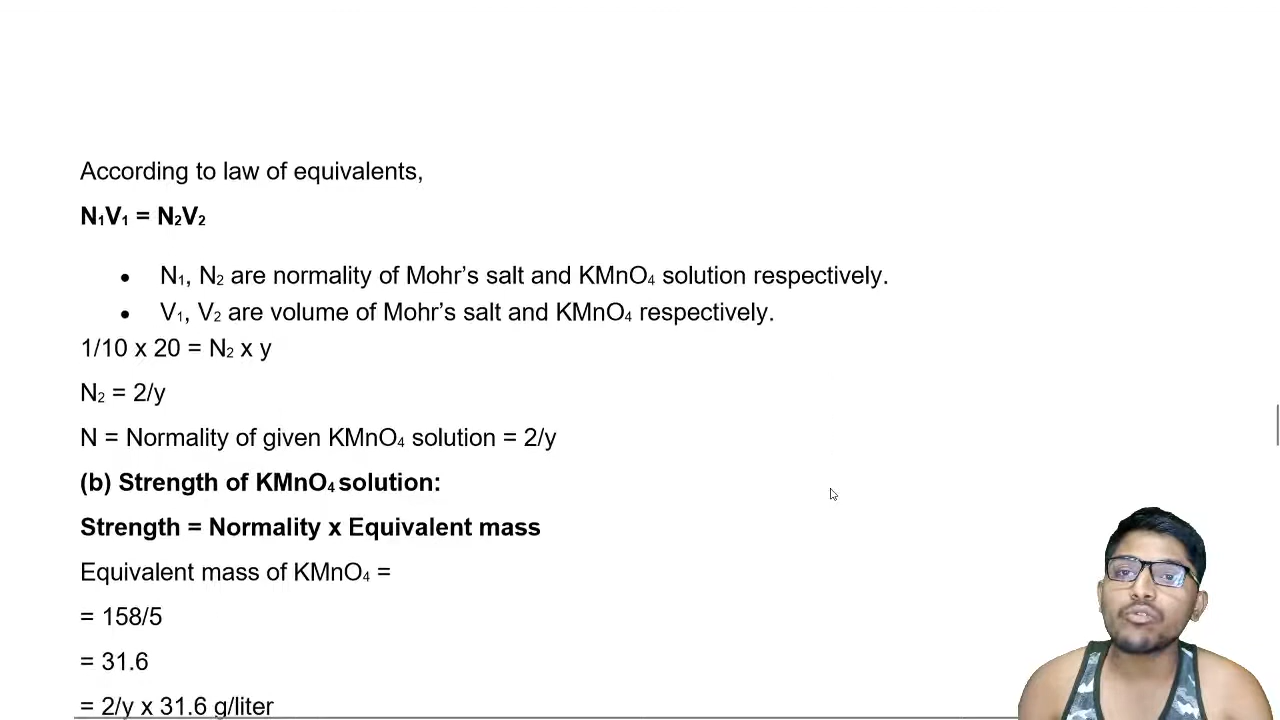 According to law of equivalents,
N₁V₁ = N₂V₂
• N₁, N₂ are normality of Mohr’s salt and KMnO₄ solution respectively.
• V₁, V₂ are volume of Mohr’s salt and KMnO₄ respectively.
1/10 x 20 = N₂ x y
N₂ = 2/y
N = Normality of given KMnO₄ solution = 2/y
(b) Strength of KMnO₄ solution:
Strength = Normality x Equivalent mass
Equivalent mass of KMnO₄ =
= 158/5
= 31.6
= 2/y x 31.6 g/liter